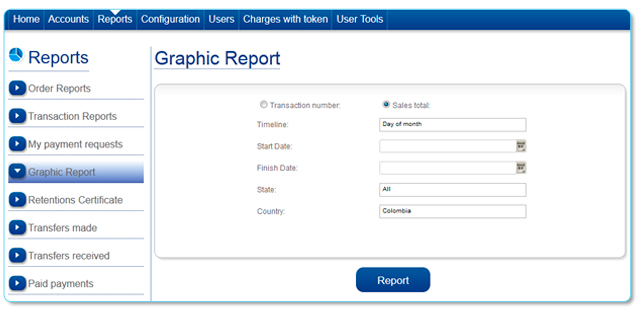 Home Accounts Reports Configuration Users Charges with token User Tools
Reports
Order Reports
Transaction Reports
My payment requests
Graphic Report
Retentions Certificate
Transfers made
Transfers received
Paid payments
Graphic Report
Transaction number: Sales total:
Timeline: Day of month
Start Date:
Finish Date:
State: All
Country: Colombia
Report